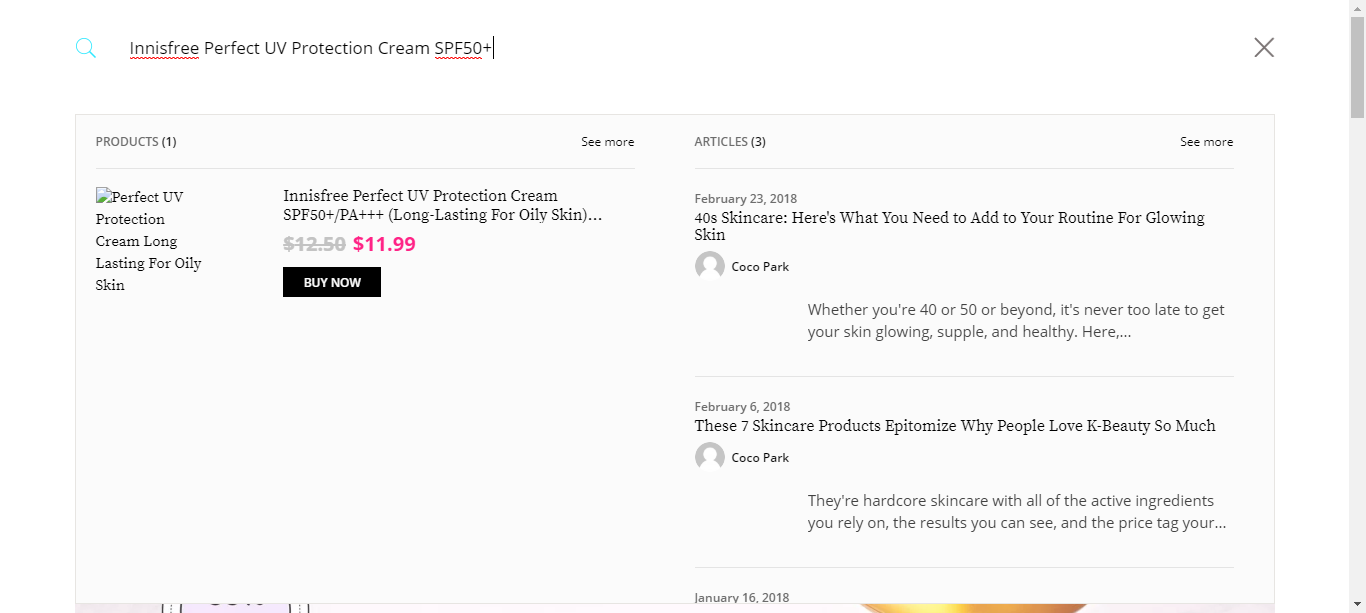 Innisfree Perfect UV Protection Cream SPF50+
PRODUCTS (1)
See more
Perfect UV
Protection
Cream Long
Lasting For Oily
Skin
Innisfree Perfect UV Protection Cream
SPF50+/PA+++ (Long-Lasting For Oily Skin)...
$12.50 $11.99
BUY NOW
ARTICLES (3)
See more
February 23, 2018
40s Skincare: Here's What You Need to Add to Your Routine For Glowing
Skin
Coco Park
Whether you're 40 or 50 or beyond, it's never too late to get
your skin glowing, supple, and healthy. Here,...
February 6, 2018
These 7 Skincare Products Epitomize Why People Love K-Beauty So Much
Coco Park
They're hardcore skincare with all of the active ingredients
you rely on, the results you can see, and the price tag your...
January 16, 2018